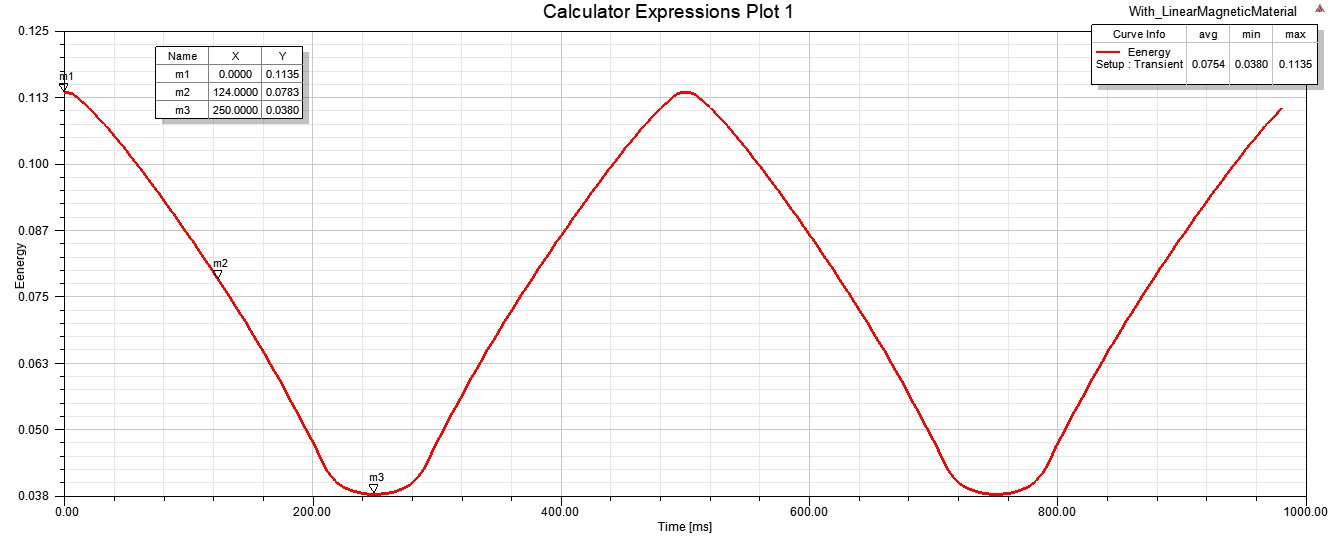 Calculator Expressions Plot 1
With_LinearMagneticMaterial
Curve Info avg min max
Eenergy
Setup : Transient 0.0754 0.0380 0.1135
Name X Y
m1 0.0000 0.1135
m2 124.0000 0.0783
m3 250.0000 0.0380
0.125
m1
0.113
0.100
0.087
m2
Eenergy
0.075
0.063
0.050
m3
0.038
0.00 200.00 400.00 600.00 800.00 1000.00
Time [ms]